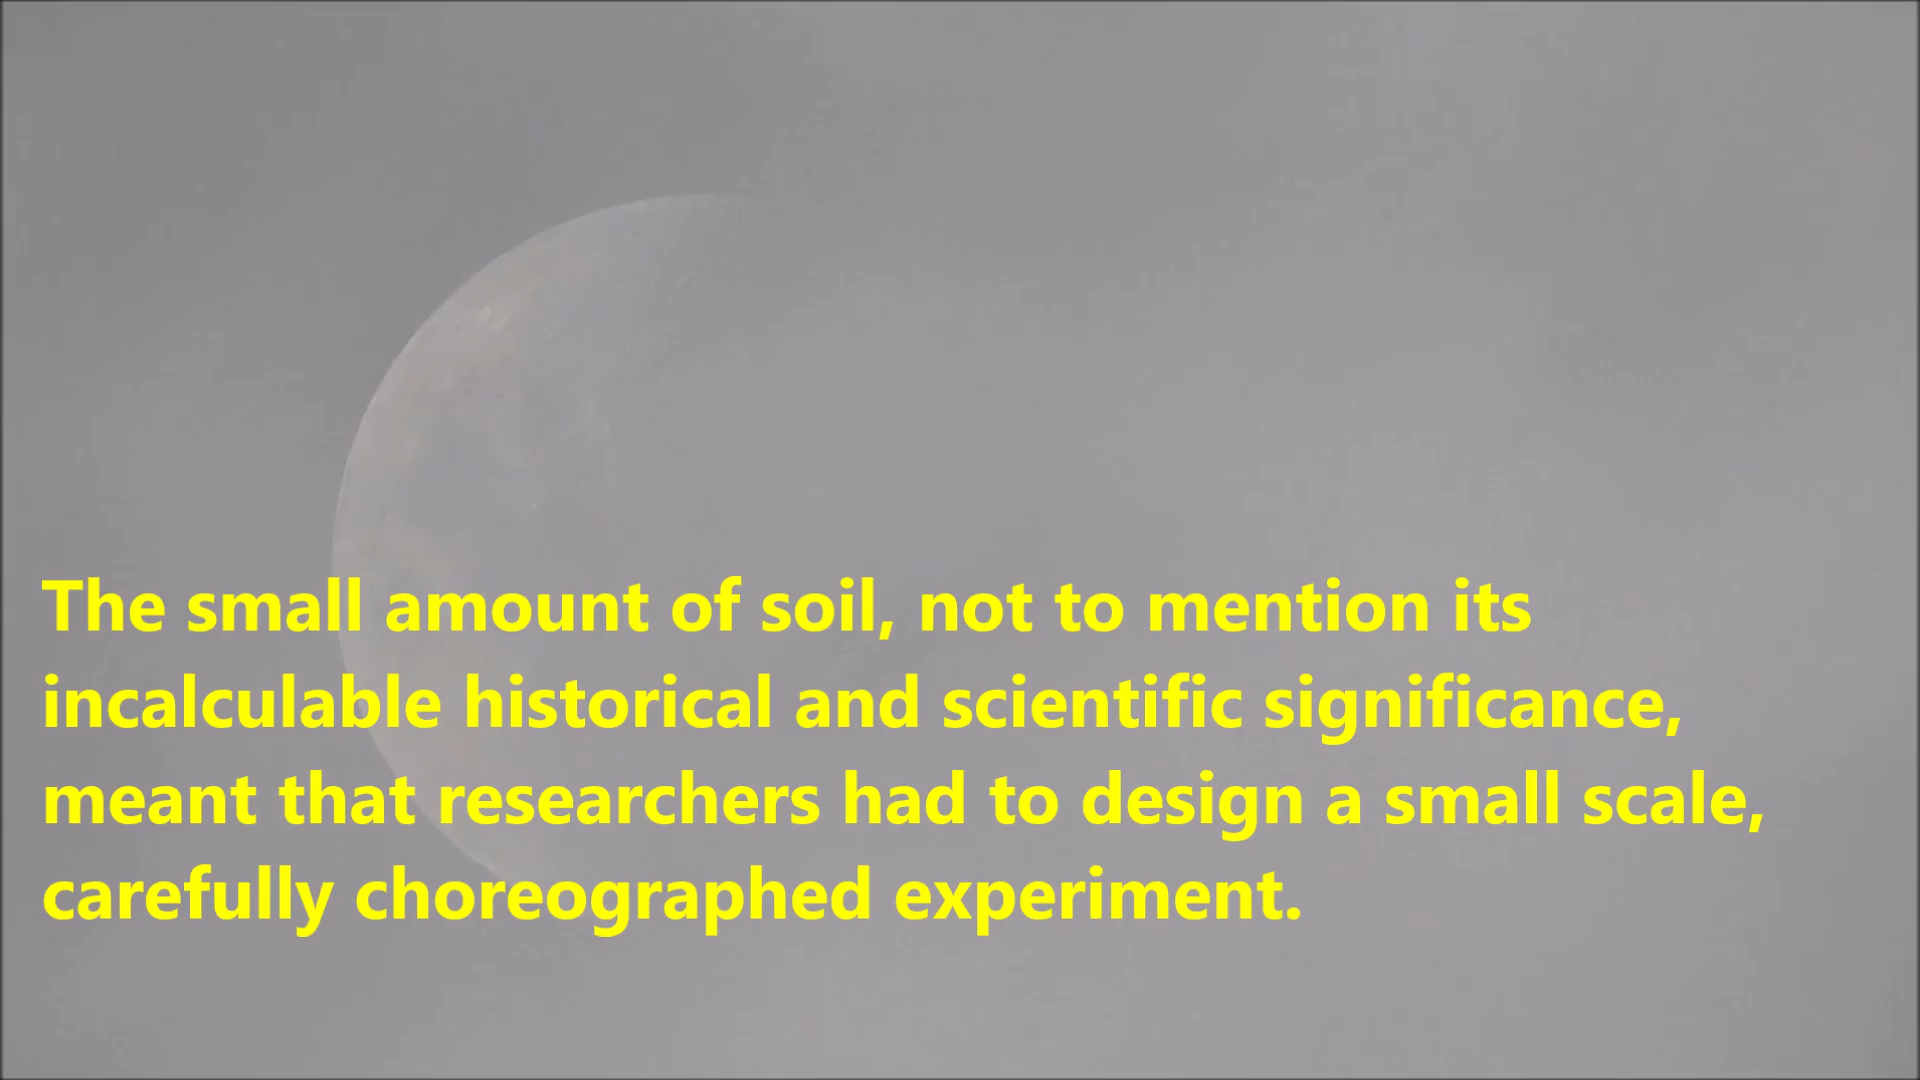 The small amount of soil, not to mention its
incalculable historical and scientific significance,
meant that researchers had to design a small scale,
carefully choreographed experiment.